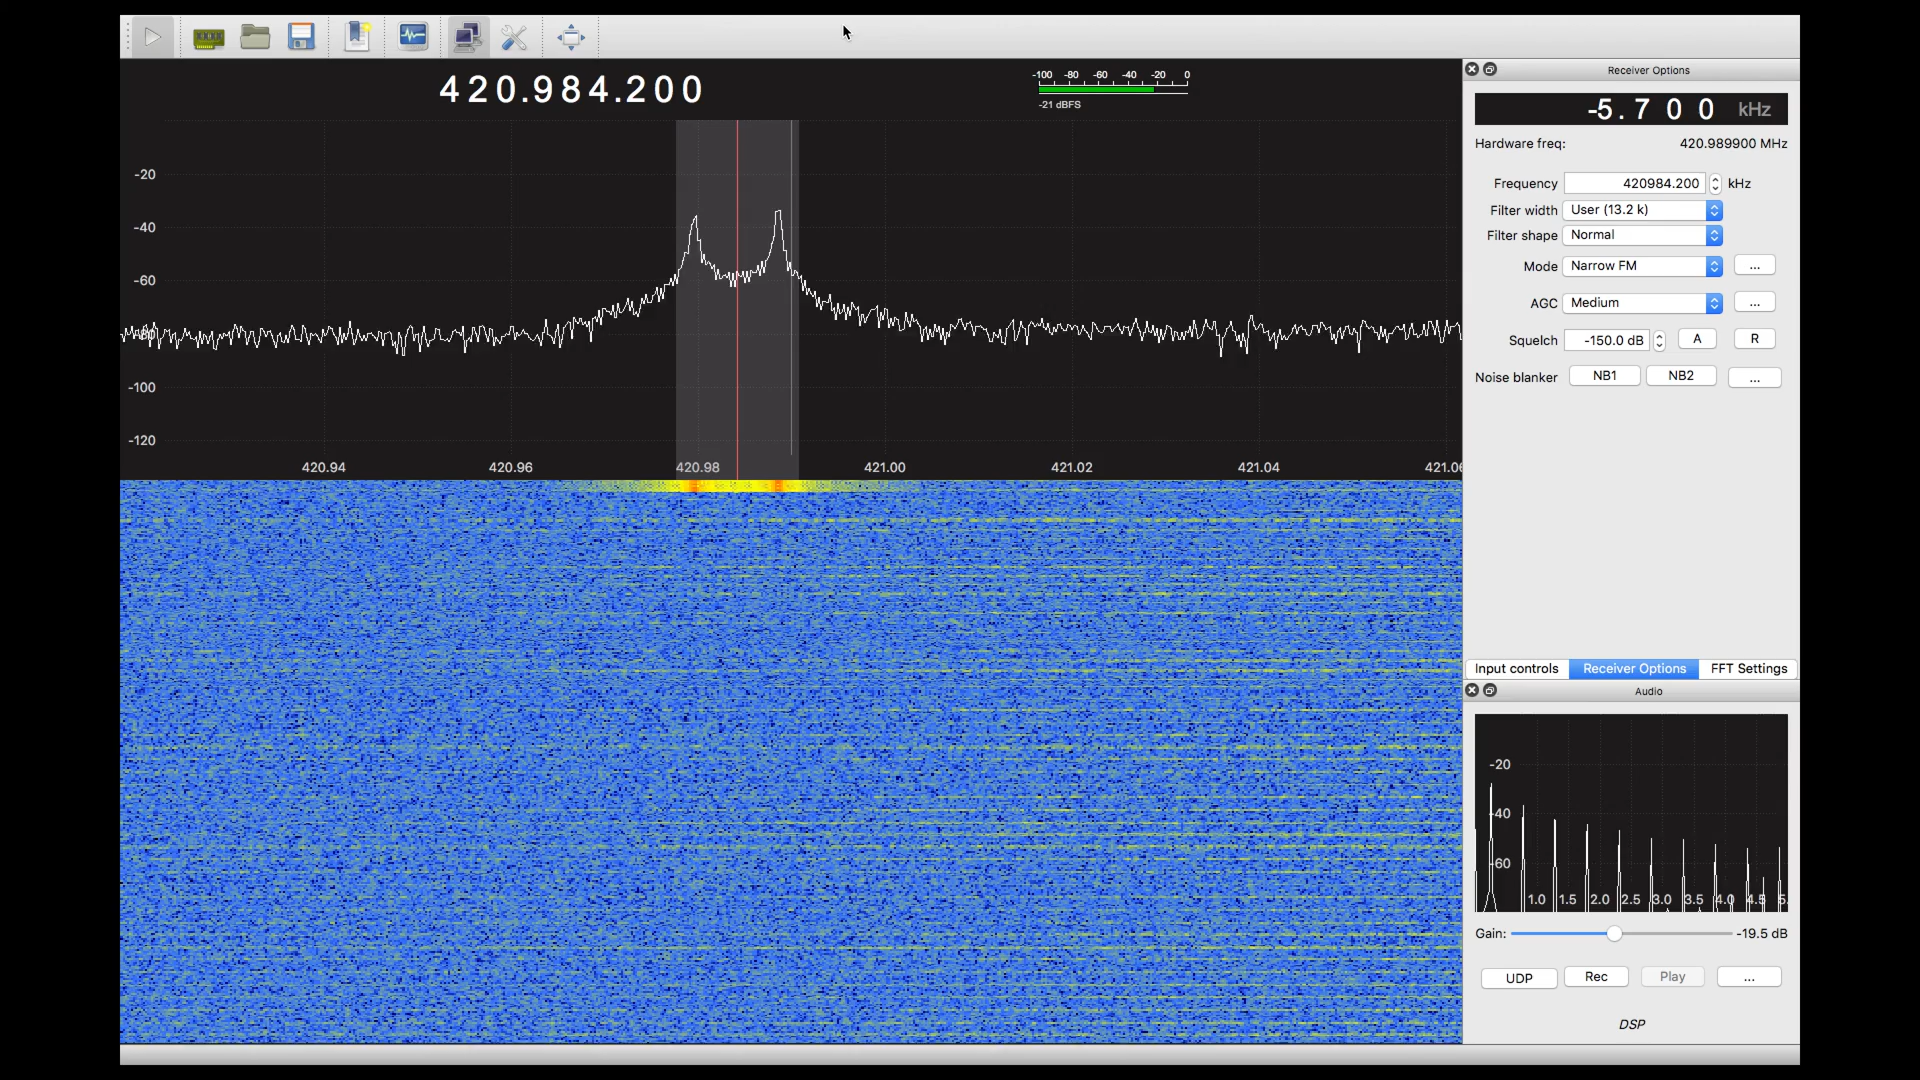 420.984.200
-100 -80 -60 -40 -20 0
-21 dBFS
-20
-40
-60
-80
-100
-120
420.94 420.96 420.98 421.00 421.02 421.04 421.06
Receiver Options
-5.700 kHz
Hardware freq: 420.989900 MHz
Frequency 420984.200 kHz
Filter width User (13.2 k)
Filter shape Normal
Mode Narrow FM ...
AGC Medium ...
Squelch -150.0 dB A R
Noise blanker NB1 NB2 ...
Input controls Receiver Options FFT Settings
Audio
-20
-40
-60
1.0 1.5 2.0 2.5 3.0 3.5 4.0 4.5 5.
Gain: -19.5 dB
UDP Rec Play ...
DSP